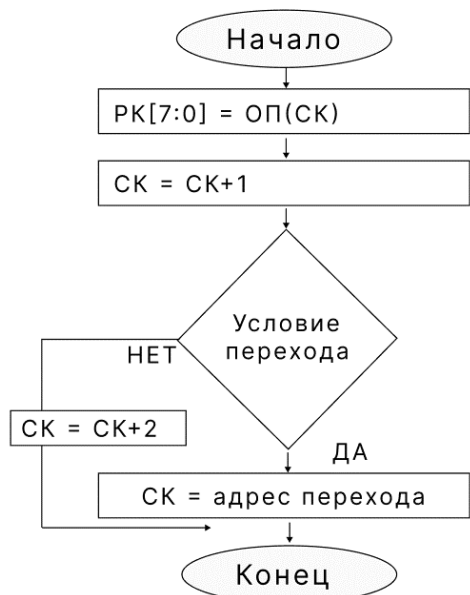 Начало
РК[7:0] = ОП(СК)
СК = СК+1
Условие
перехода
НЕТ
СК = СК+2
ДА
СК = адрес перехода
Конец